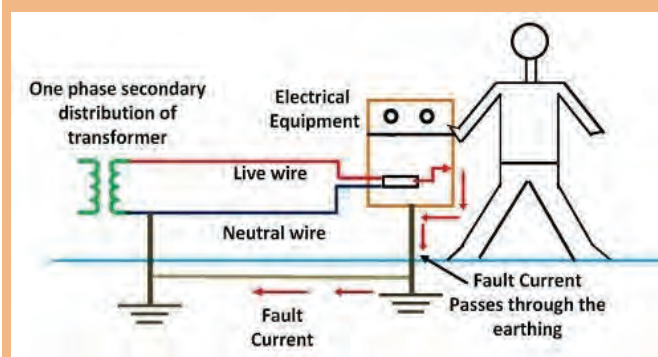 One phase secondary
distribution of
transformer
Electrical
Equipment
Live wire
Neutral wire
Fault Current
Passes through the
earthing
Fault
Current